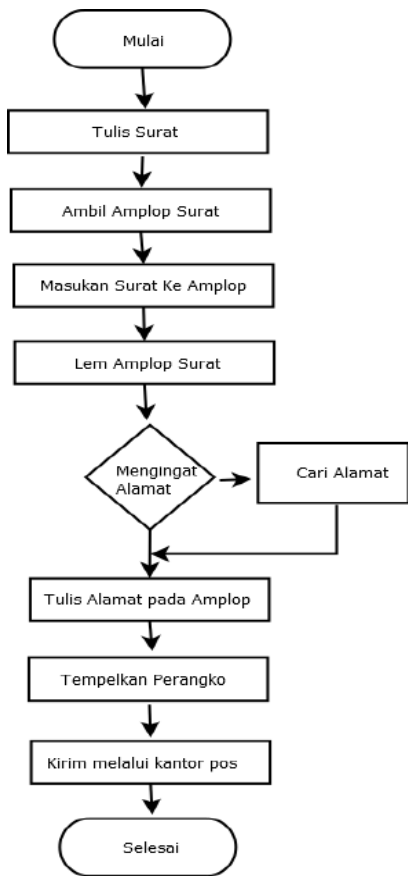 Mulai
Tulis Surat
Ambil Amplop Surat
Masukan Surat Ke Amplop
Lem Amplop Surat
Mengingat
Alamat
Cari Alamat
Tulis Alamat pada Amplop
Tempelkan Perangko
Kirim melalui kantor pos
Selesai